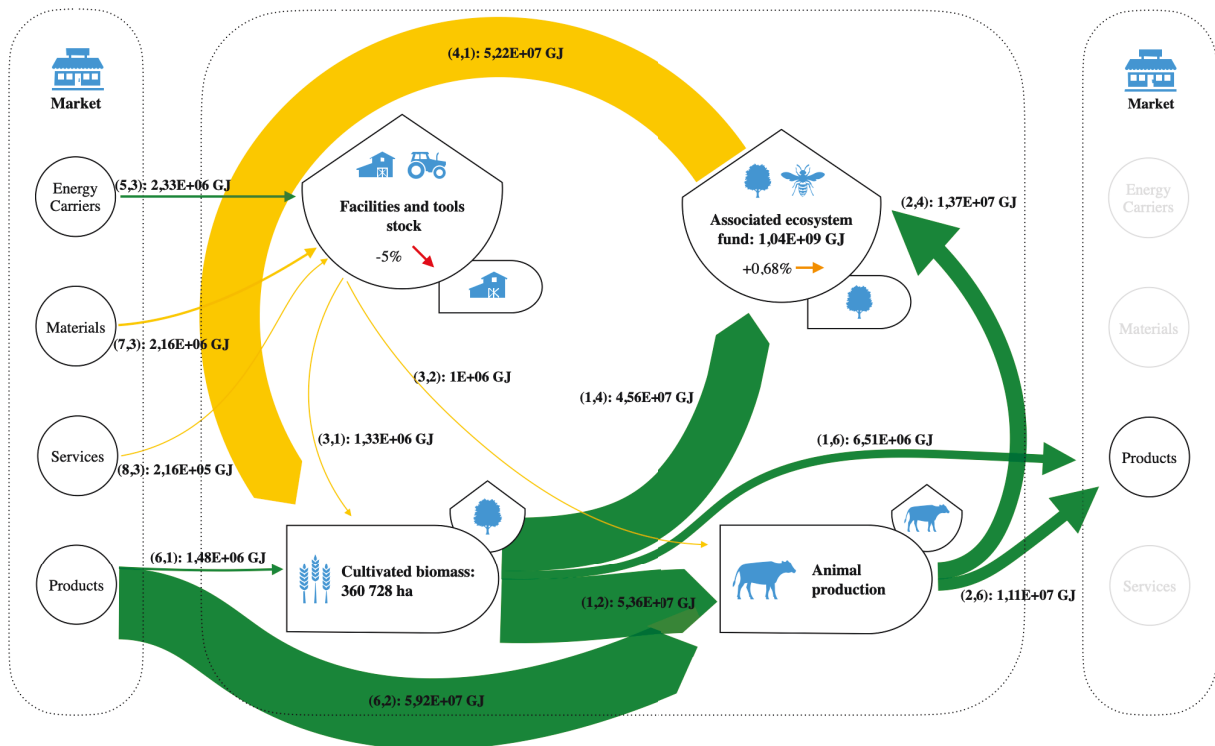 Market
Energy
Carriers
Materials
Services
Products
(5,3): 2,33E+06 GJ
(7,3): 2,16E+06 GJ
(8,3): 2,16E+05 GJ
(6,1): 1,48E+06 GJ
(6,2): 5,92E+07 GJ
(4,1): 5,22E+07 GJ
Facilities and tools
stock
-5%
(3,2): 1E+06 GJ
(3,1): 1,33E+06 GJ
Cultivated biomass:
360 728 ha
Associated ecosystem
fund: 1,04E+09 GJ
+0,68%
(2,4): 1,37E+07 GJ
(1,4): 4,56E+07 GJ
(1,6): 6,51E+06 GJ
(1,2): 5,36E+07 GJ
Animal
production
(2,6): 1,11E+07 GJ
Market
Energy
Carriers
Materials
Products
Services